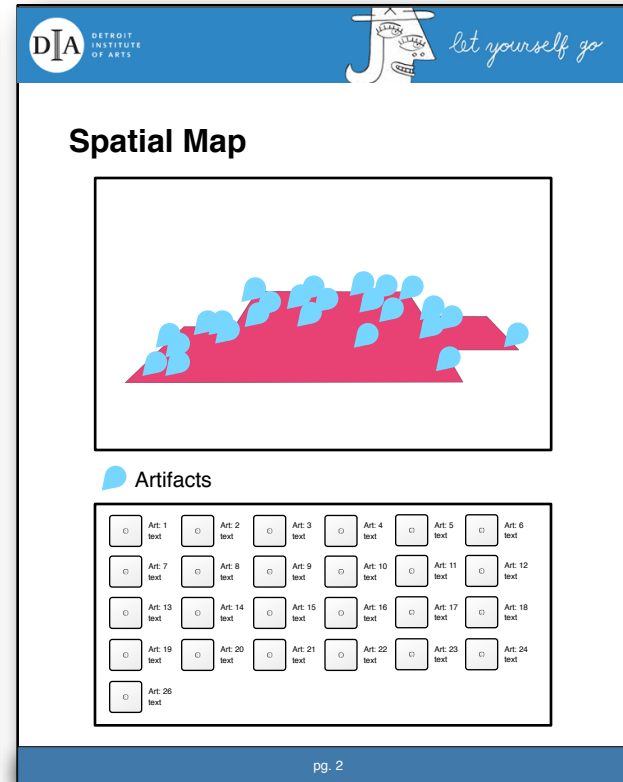 DIA
DETROIT
INSTITUTE
OF ARTS
let yourself go
Spatial Map
Artifacts
Art: 1
text
Art: 2
text
Art: 3
text
Art: 4
text
Art: 5
text
Art: 6
text
Art: 7
text
Art: 8
text
Art: 9
text
Art: 10
text
Art: 11
text
Art: 12
text
Art: 13
text
Art: 14
text
Art: 15
text
Art: 16
text
Art: 17
text
Art: 18
text
Art: 19
text
Art: 20
text
Art: 21
text
Art: 22
text
Art: 23
text
Art: 24
text
Art: 26
text
pg. 2